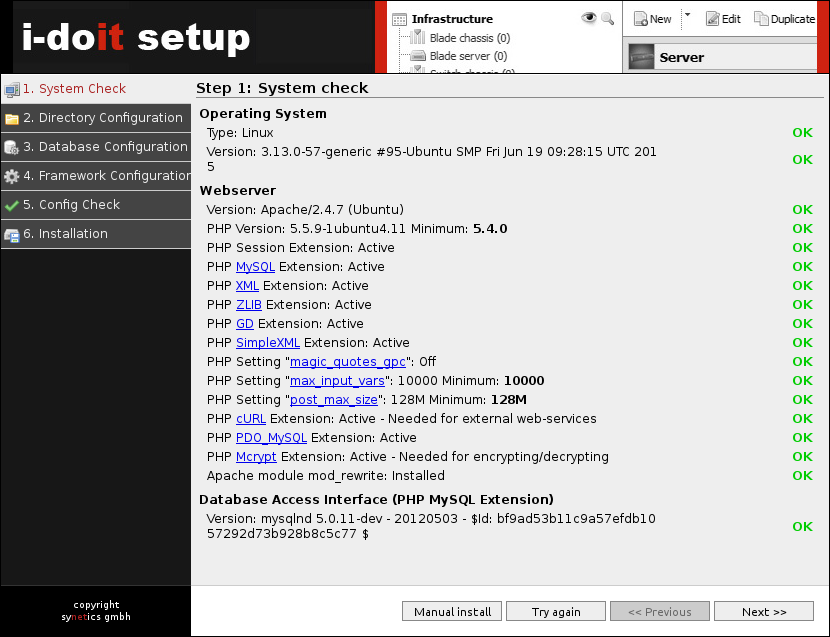 i-doit setup
Infrastructure
Blade chassis (0)
Blade server (0)
Switch chassis (0)
New
Edit
Duplicate
Server
1. System Check
2. Directory Configuration
3. Database Configuration
4. Framework Configuration
5. Config Check
6. Installation
Step 1: System check
Operating System
Type: Linux OK
Version: 3.13.0-57-generic #95-Ubuntu SMP Fri Jun 19 09:28:15 UTC 201
5 OK
Webserver
Version: Apache/2.4.7 (Ubuntu) OK
PHP Version: 5.5.9-1ubuntu4.11 Minimum: 5.4.0 OK
PHP Session Extension: Active OK
PHP MySQL Extension: Active OK
PHP XML Extension: Active OK
PHP ZLIB Extension: Active OK
PHP GD Extension: Active OK
PHP SimpleXML Extension: Active OK
PHP Setting "magic_quotes_gpc": Off OK
PHP Setting "max_input_vars": 10000 Minimum: 10000 OK
PHP Setting "post_max_size": 128M Minimum: 128M OK
PHP cURL Extension: Active - Needed for external web-services OK
PHP PDO_MySQL Extension: Active OK
PHP Mcrypt Extension: Active - Needed for encrypting/decrypting OK
Apache module mod_rewrite: Installed OK
Database Access Interface (PHP MySQL Extension)
Version: mysqlnd 5.0.11-dev - 20120503 - $Id: bf9ad53b11c9a57efdb10
57292d73b928b8c5c77 $ OK
copyright
synetics gmbh
Manual install
Try again
<< Previous
Next >>